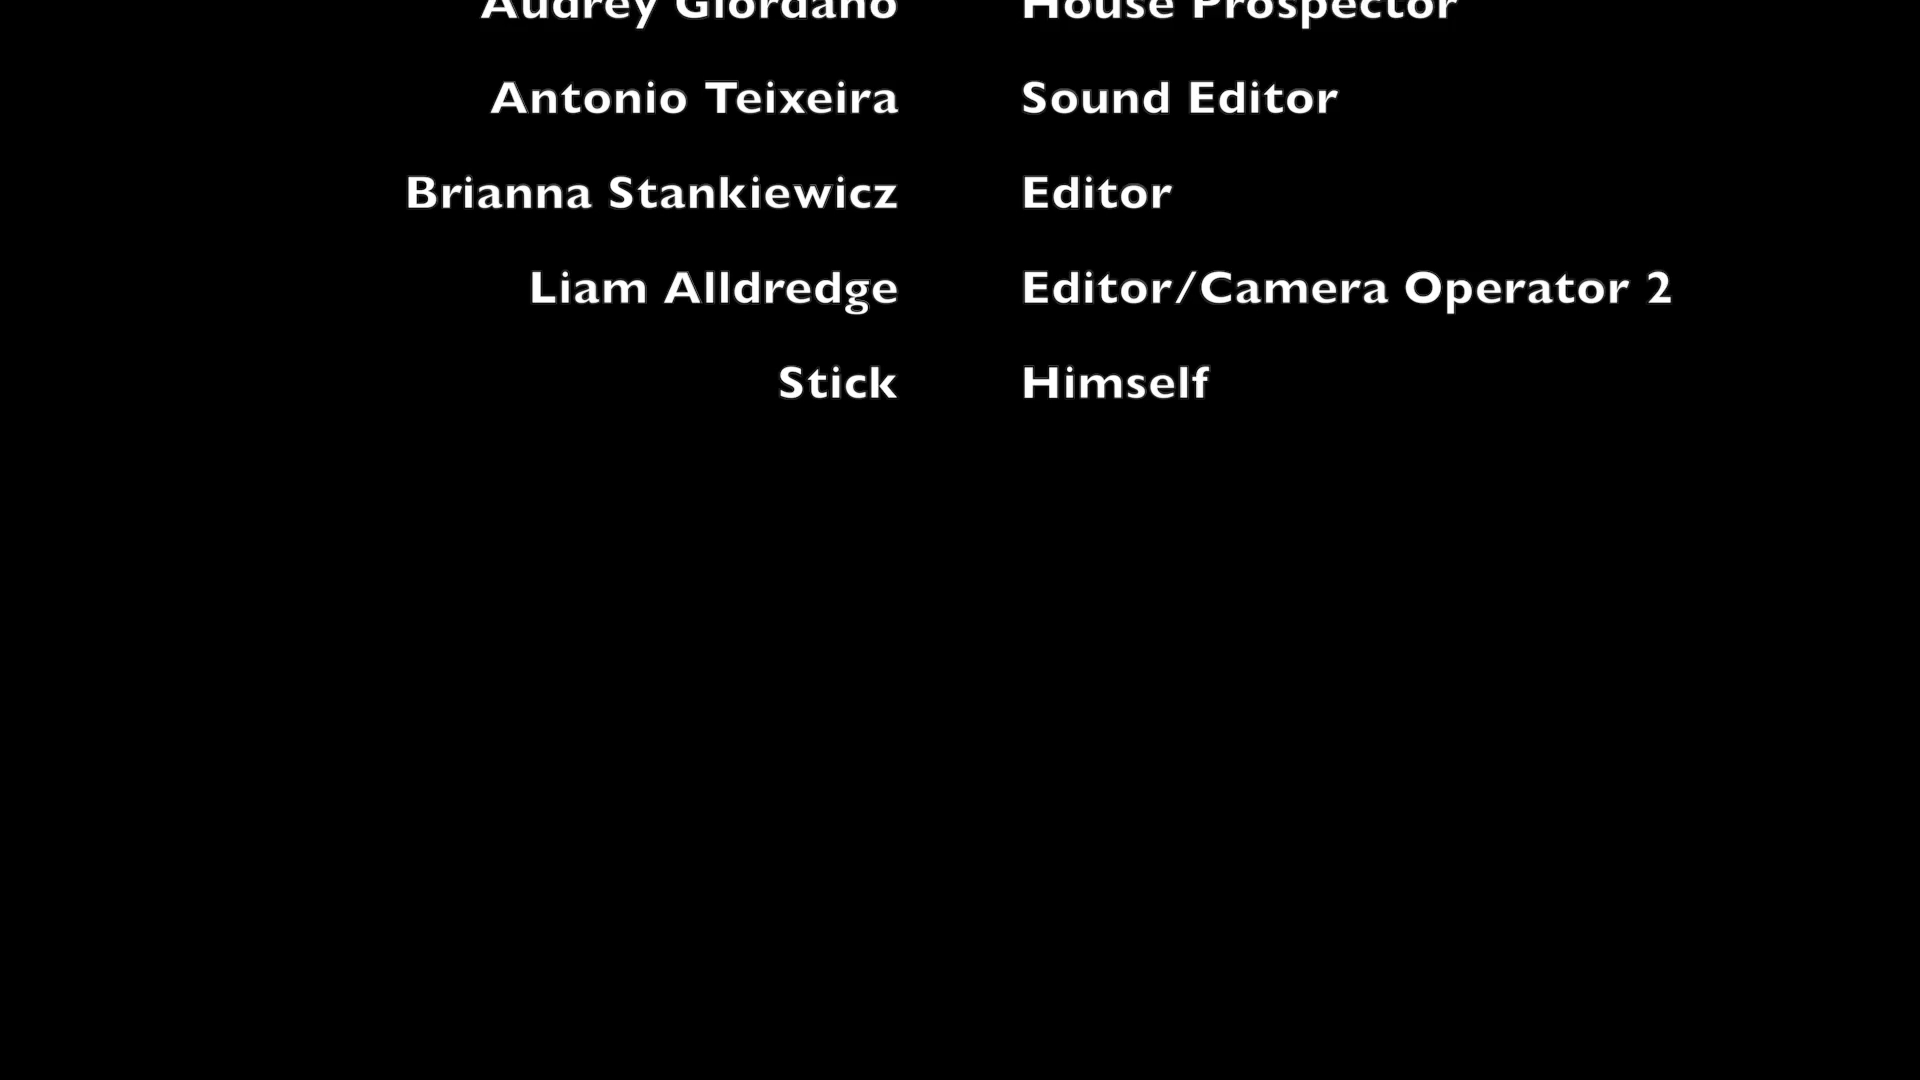 Audrey Giordano House Prospector
Antonio Teixeira Sound Editor
Brianna Stankiewicz Editor
Liam Alldredge Editor/Camera Operator 2
Stick Himself